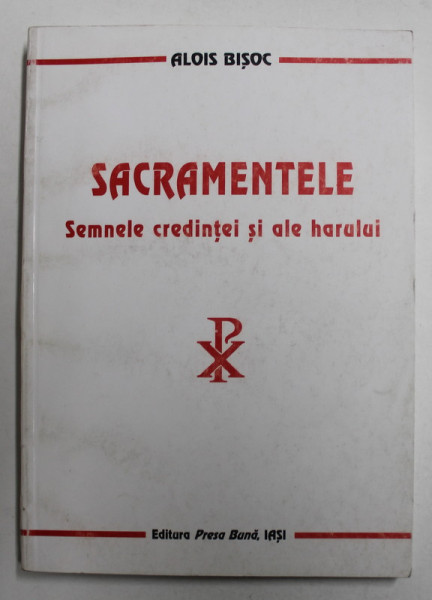 ALOIS BIȘOC
SACRAMENTELE
Semnele credinței și ale harului
Editura Presa Bună, IAȘI